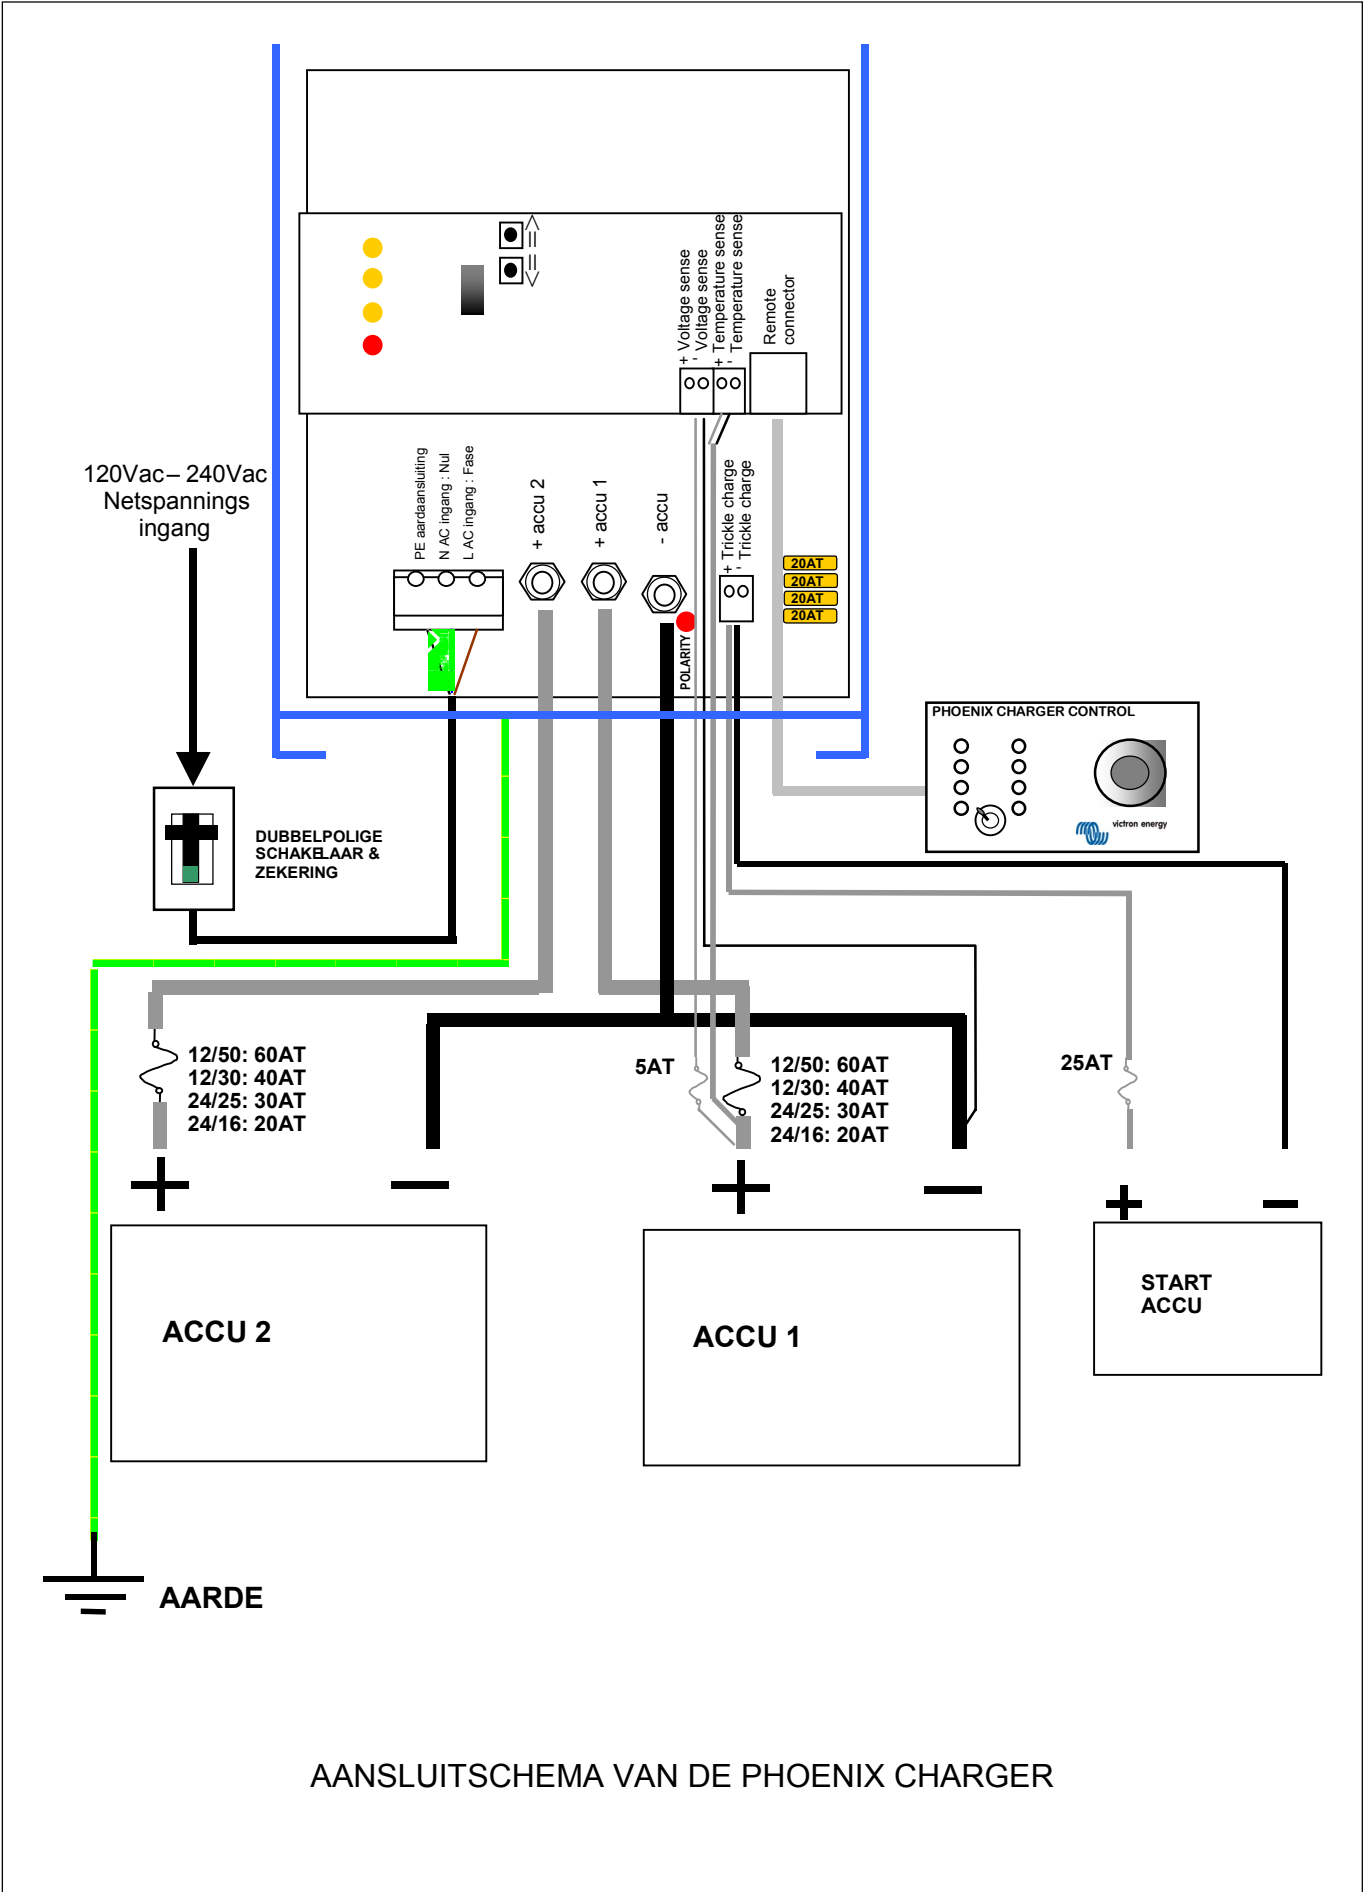 + Voltage sense
- Voltage sense
+ Temperature sense
- Temperature sense
Remote
connector
120Vac– 240Vac
Netspannings
ingang
PE aardaansluiting
N AC ingang : Nul
L AC ingang : Fase
+ accu 2
+ accu 1
- accu
+ Trickle charge
- Trickle charge
20AT
20AT
20AT
20AT
POLARITY
PHOENIX CHARGER CONTROL
victron energy
DUBBELPOLIGE
SCHAKELAAR &
ZEKERING
12/50: 60AT
12/30: 40AT
24/25: 30AT
24/16: 20AT
5AT
12/50: 60AT
12/30: 40AT
24/25: 30AT
24/16: 20AT
25AT
ACCU 2
ACCU 1
START
ACCU
AARDE
AANSLUITSCHEMA VAN DE PHOENIX CHARGER